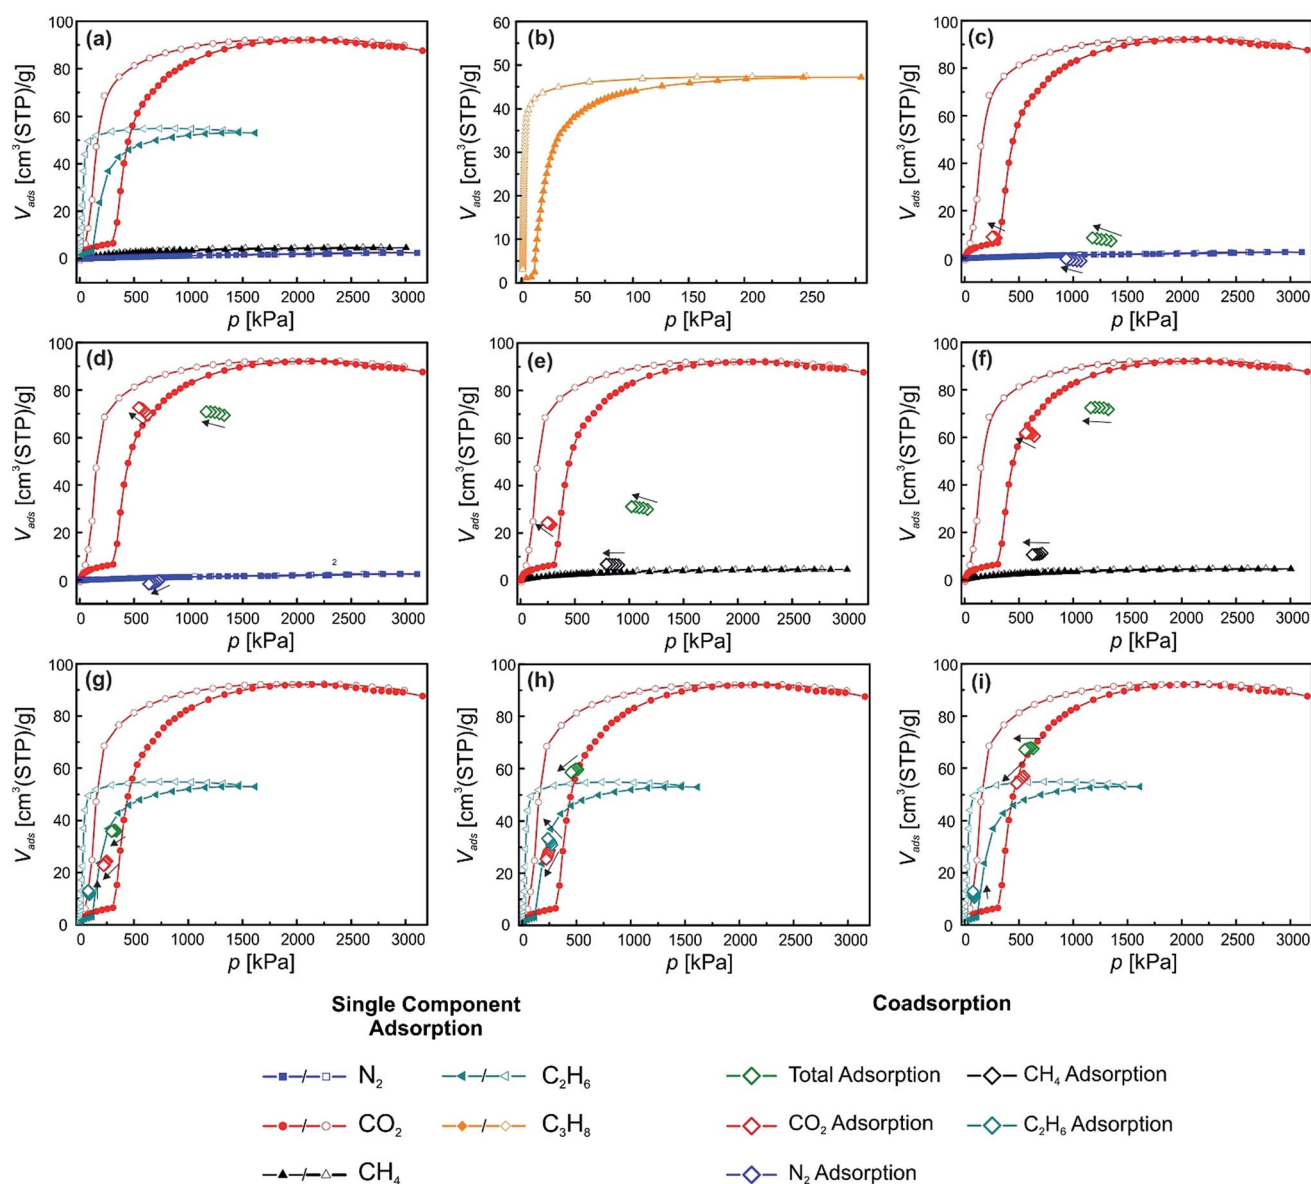 (a)
V_ads [cm³(STP)/g]
100
80
60
40
20
0
0 500 1000 1500 2000 2500 3000
p [kPa]
(b)
V_ads [cm³(STP)/g]
60
50
40
30
20
10
0
0 50 100 150 200 250 300
p [kPa]
(c)
V_ads [cm³(STP)/g]
100
80
60
40
20
0
0 500 1000 1500 2000 2500 3000
p [kPa]
(d)
V_ads [cm³(STP)/g]
100
80
60
40
20
0
2
0 500 1000 1500 2000 2500 3000
p [kPa]
(e)
V_ads [cm³(STP)/g]
100
80
60
40
20
0
0 500 1000 1500 2000 2500 3000
p [kPa]
(f)
V_ads [cm³(STP)/g]
100
80
60
40
20
0
0 500 1000 1500 2000 2500 3000
p [kPa]
(g)
V_ads [cm³(STP)/g]
100
80
60
40
20
0
0 500 1000 1500 2000 2500 3000
p [kPa]
(h)
V_ads [cm³(STP)/g]
100
80
60
40
20
0
0 500 1000 1500 2000 2500 3000
p [kPa]
(i)
V_ads [cm³(STP)/g]
100
80
60
40
20
0
0 500 1000 1500 2000 2500 3000
p [kPa]
Single Component
Adsorption
/ N₂
/ C₂H₆
/ CO₂
/ C₃H₈
/ CH₄
Coadsorption
Total Adsorption
CH₄ Adsorption
CO₂ Adsorption
C₂H₆ Adsorption
N₂ Adsorption